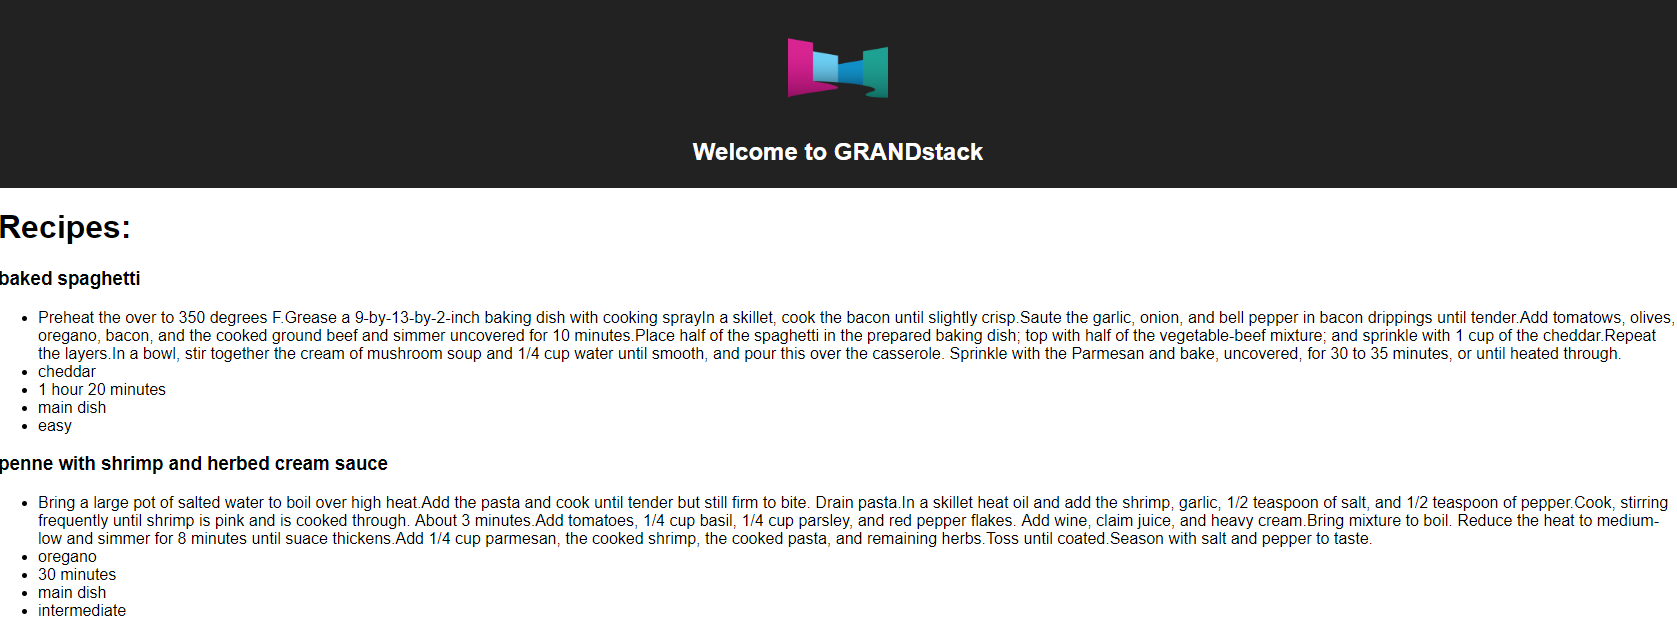 Welcome to GRANDstack
Recipes:
baked spaghetti
Preheat the over to 350 degrees F.Grease a 9-by-13-by-2-inch baking dish with cooking sprayIn a skillet, cook the bacon until slightly crisp.Saute the garlic, onion, and bell pepper in bacon drippings until tender.Add tomatows, olives,
oregano, bacon, and the cooked ground beef and simmer uncovered for 10 minutes.Place half of the spaghetti in the prepared baking dish; top with half of the vegetable-beef mixture; and sprinkle with 1 cup of the cheddar.Repeat
the layers.In a bowl, stir together the cream of mushroom soup and 1/4 cup water until smooth, and pour this over the casserole. Sprinkle with the Parmesan and bake, uncovered, for 30 to 35 minutes, or until heated through.
cheddar
1 hour 20 minutes
main dish
easy
penne with shrimp and herbed cream sauce
Bring a large pot of salted water to boil over high heat.Add the pasta and cook until tender but still firm to bite. Drain pasta.In a skillet heat oil and add the shrimp, garlic, 1/2 teaspoon of salt, and 1/2 teaspoon of pepper.Cook, stirring
frequently until shrimp is pink and is cooked through. About 3 minutes.Add tomatoes, 1/4 cup basil, 1/4 cup parsley, and red pepper flakes. Add wine, claim juice, and heavy cream.Bring mixture to boil. Reduce the heat to medium-
low and simmer for 8 minutes until suace thickens.Add 1/4 cup parmesan, the cooked shrimp, the cooked pasta, and remaining herbs.Toss until coated.Season with salt and pepper to taste.
oregano
30 minutes
main dish
intermediate